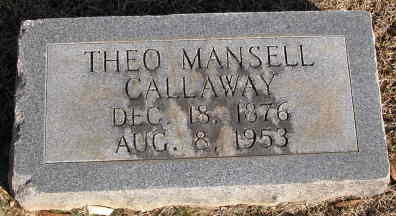 THEO MANSELL
CALLAWAY
DEC. 18, 1876
AUG. 8, 1953